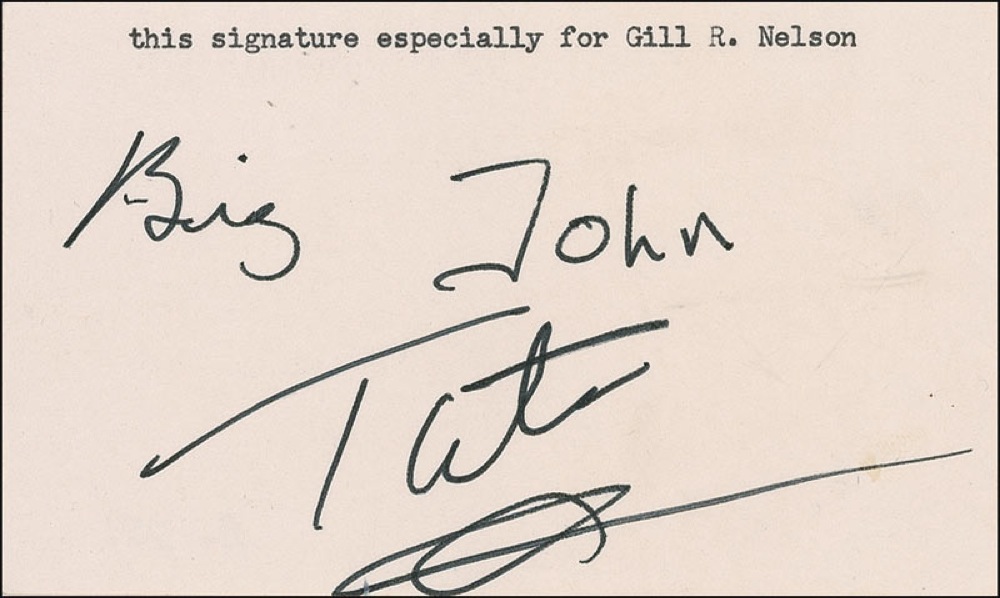 this signature especially for Gill R. Nelson
Big John
Tate